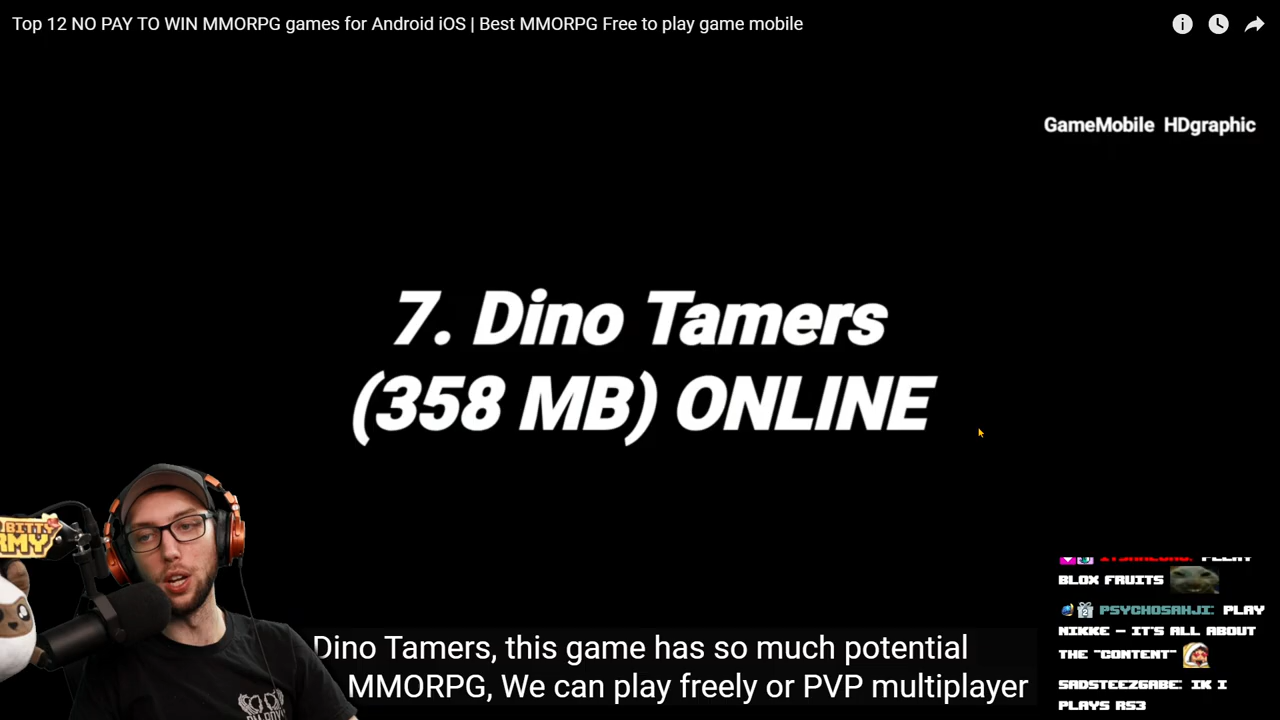 Top 12 NO PAY TO WIN MMORPG games for Android iOS | Best MMORPG Free to play game mobile
GameMobile HDgraphic
7. Dino Tamers
(358 MB) ONLINE
BITTY
RMY
Dino Tamers, this game has so much potential
MMORPG, We can play freely or PVP multiplayer
BLOX FRUITS
PSYCHOSAHJI: PLAY
NIKKE - IT'S ALL ABOUT
THE "CONTENT"
SADSTEEZGABE: IK I
PLAYS RS3